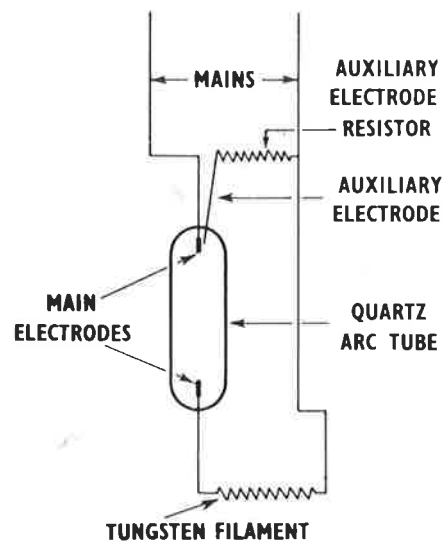 MAINS
AUXILIARY
ELECTRODE
RESISTOR
AUXILIARY
ELECTRODE
MAIN
ELECTRODES
QUARTZ
ARC TUBE
TUNGSTEN FILAMENT